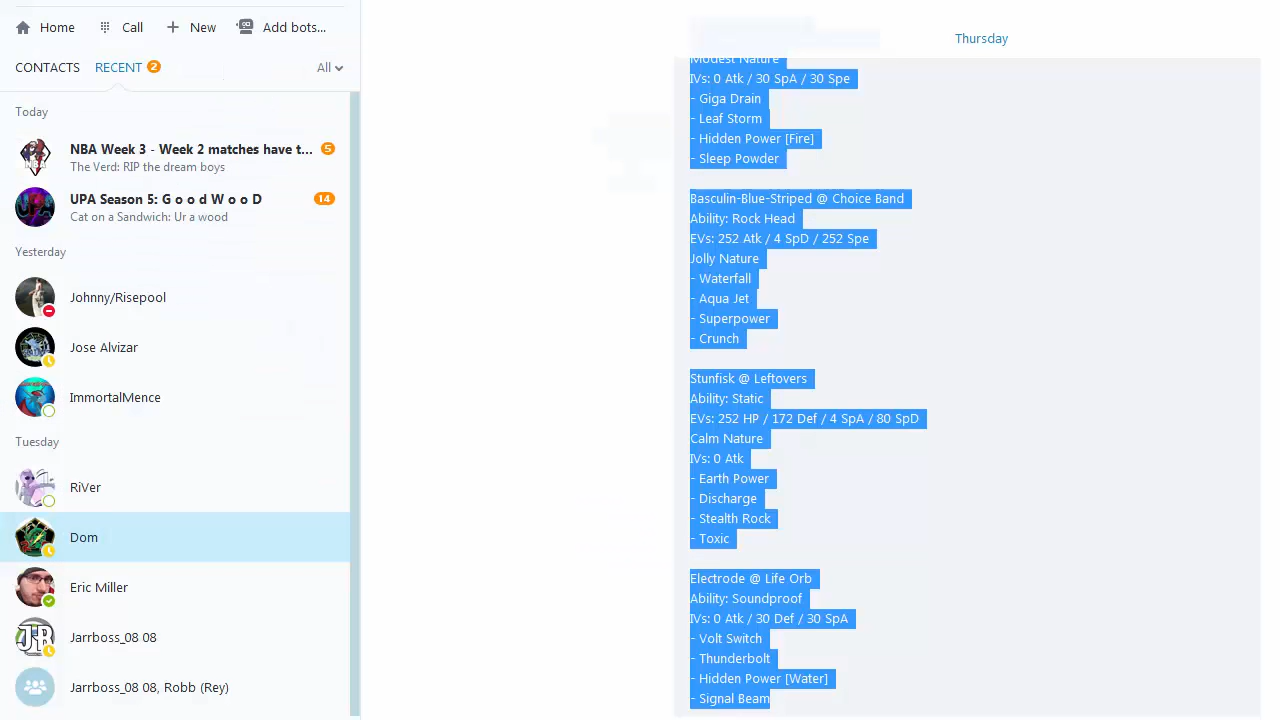 Home
Call
New
Add bots...
CONTACTS
RECENT
2
All
Today
NBA Week 3 - Week 2 matches have t...
5
The Verd: RIP the dream boys
UPA Season 5: G o o d W o o D
14
Cat on a Sandwich: Ur a wood
Yesterday
Johnny/Risepool
Jose Alvizar
ImmortalMence
Tuesday
RiVer
Dom
Eric Miller
Jarrboss_08 08
Jarrboss_08 08, Robb (Rey)
Thursday
Modest Nature
IVs: 0 Atk / 30 SpA / 30 Spe
- Giga Drain
- Leaf Storm
- Hidden Power [Fire]
- Sleep Powder
Basculin-Blue-Striped @ Choice Band
Ability: Rock Head
EVs: 252 Atk / 4 SpD / 252 Spe
Jolly Nature
- Waterfall
- Aqua Jet
- Superpower
- Crunch
Stunfisk @ Leftovers
Ability: Static
EVs: 252 HP / 172 Def / 4 SpA / 80 SpD
Calm Nature
IVs: 0 Atk
- Earth Power
- Discharge
- Stealth Rock
- Toxic
Electrode @ Life Orb
Ability: Soundproof
IVs: 0 Atk / 30 Def / 30 SpA
- Volt Switch
- Thunderbolt
- Hidden Power [Water]
- Signal Beam